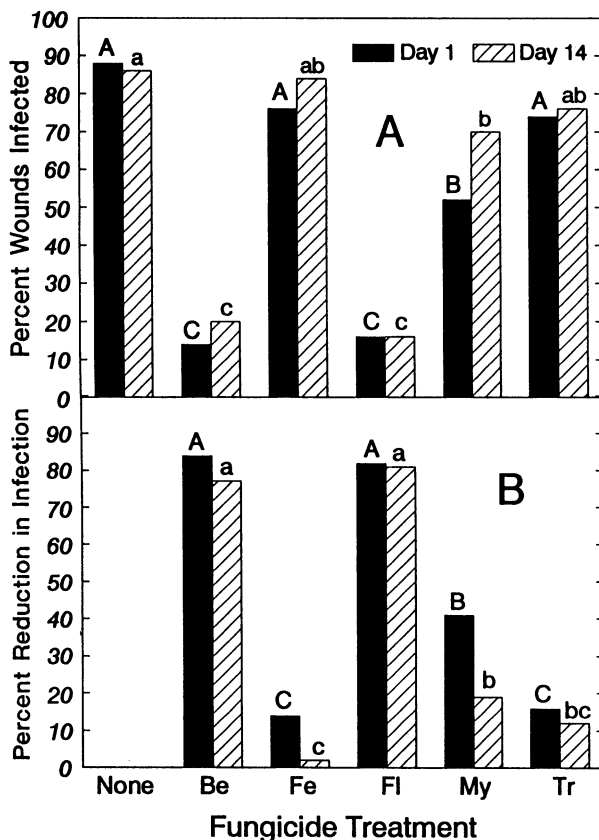 100
90
80
70
60
50
40
30
20
10
0
Percent Wounds Infected
Day 1 Day 14
A a
C c
A ab
C c
B b
A ab
A
90
80
70
60
50
40
30
20
10
0
Percent Reduction in Infection
A a
C c
A a
B b
C bc
B
None Be Fe Fl My Tr
Fungicide Treatment